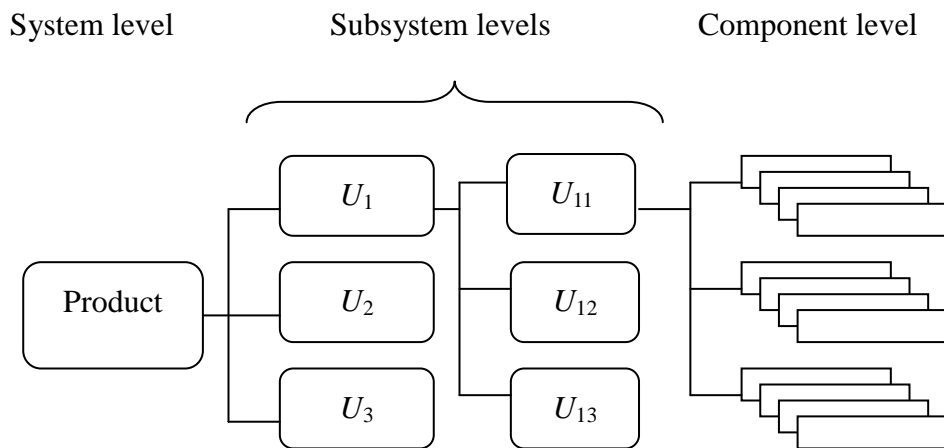 System level Subsystem levels Component level
U₁ U₁₁
Product U₂ U₁₂
U₃ U₁₃